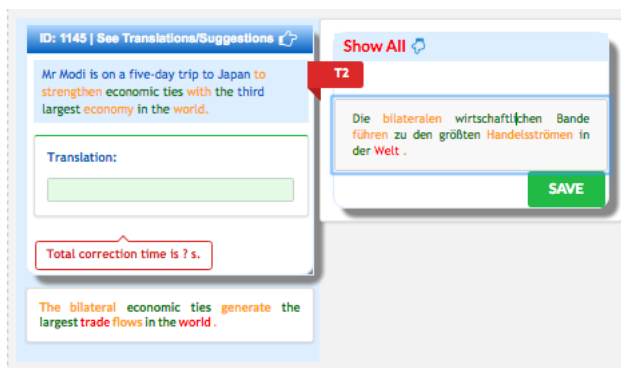 ID: 1145 | See Translations/Suggestions
Mr Modi is on a five-day trip to Japan to
strengthen economic ties with the third
largest economy in the world.
Translation:
Total correction time is ? s.
The bilateral economic ties generate the
largest trade flows in the world .
Show All
T2
Die bilateralen wirtschaftlichen Bande
führen zu den größten Handelsströmen in
der Welt .
SAVE